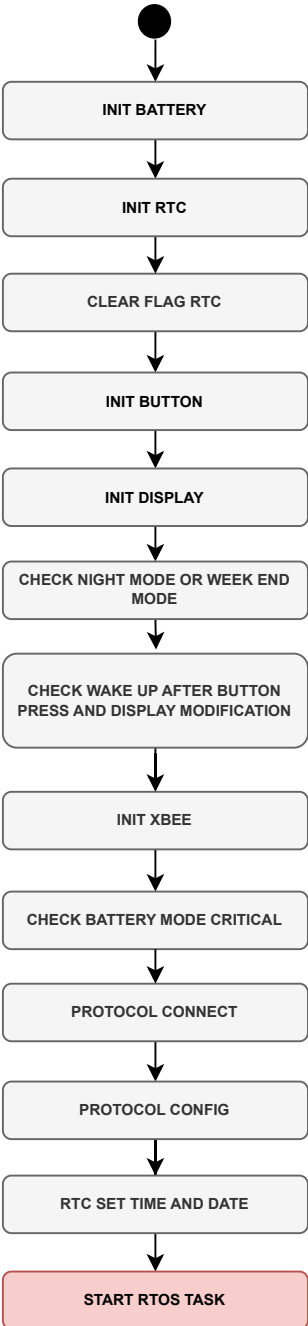 INIT BATTERY
INIT RTC
CLEAR FLAG RTC
INIT BUTTON
INIT DISPLAY
CHECK NIGHT MODE OR WEEK END
MODE
CHECK WAKE UP AFTER BUTTON
PRESS AND DISPLAY MODIFICATION
INIT XBEE
CHECK BATTERY MODE CRITICAL
PROTOCOL CONNECT
PROTOCOL CONFIG
RTC SET TIME AND DATE
START RTOS TASK